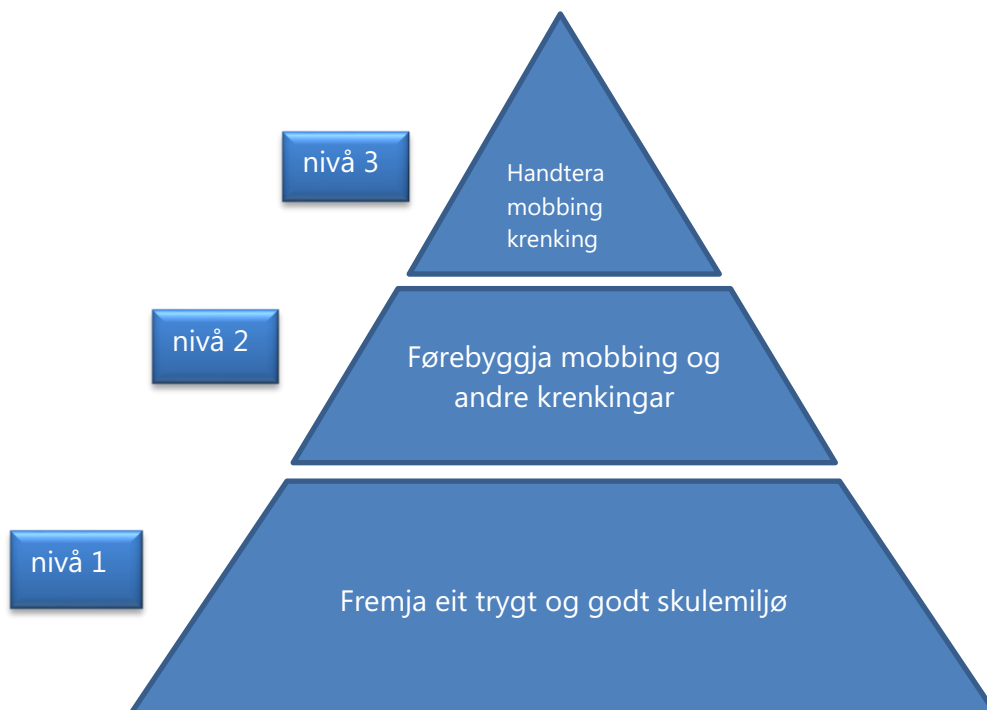 nivå 3
Handtera
mobbing
krenking
nivå 2
Førebyggja mobbing og
andre krenkingar
nivå 1
Fremja eit trygt og godt skulemiljø